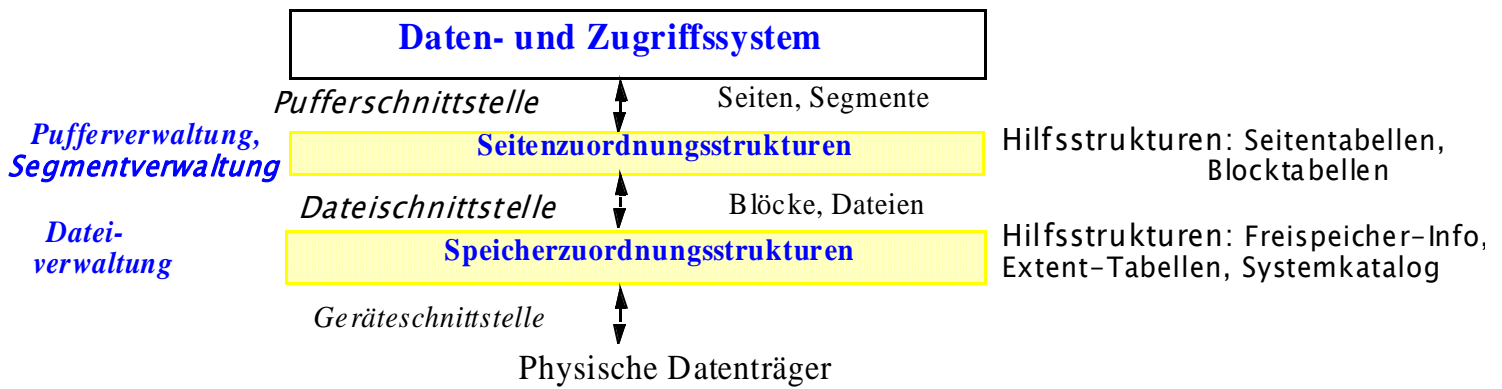 Daten- und Zugriffssystem
Pufferschnittstelle
Seiten, Segmente
Pufferverwaltung,
Segmentverwaltung
Seitenzuordnungsstrukturen
Hilfsstrukturen: Seitentabellen,
Blocktabellen
Dateischnittstelle
Blöcke, Dateien
Datei-
verwaltung
Speicherzuordnungsstrukturen
Hilfsstrukturen: Freispeicher-Info,
Extent-Tabellen, Systemkatalog
Geräteschnittstelle
Physische Datenträger